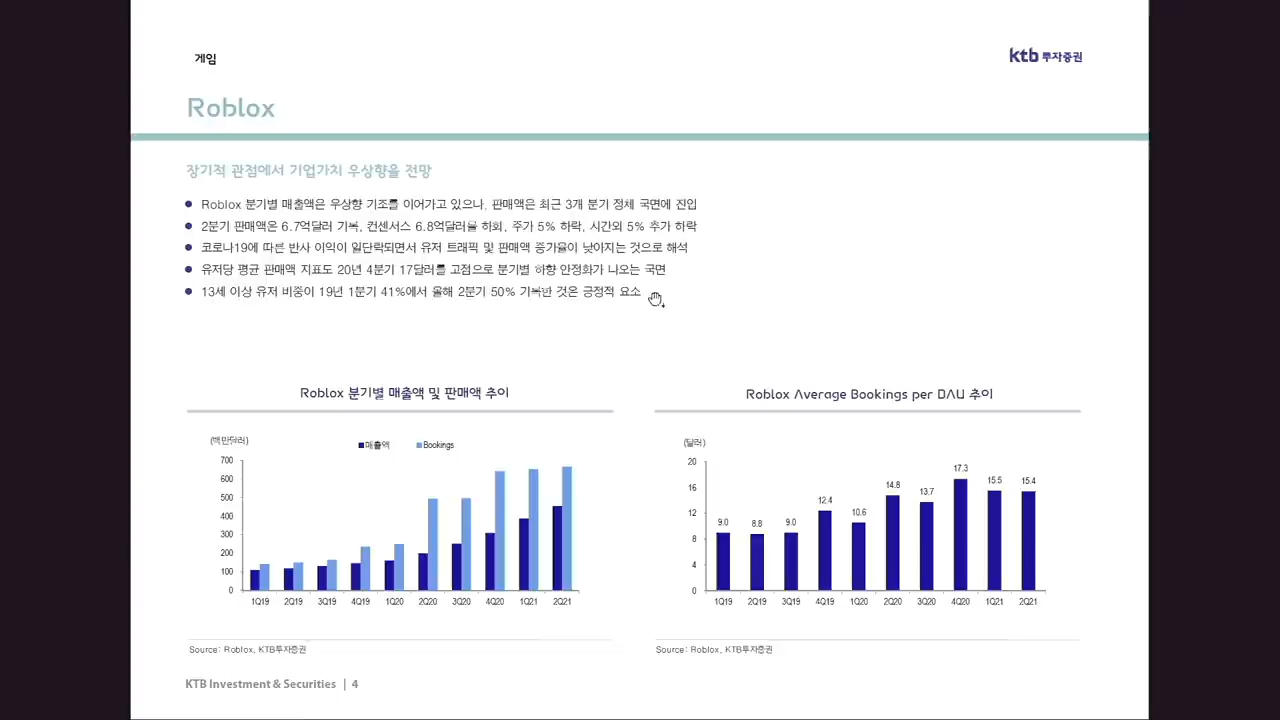 게임
ktb 투자증권
Roblox
장기적 관점에서 기업가치 우상향을 전망
Roblox 분기별 매출액은 우상향 기조를 이어가고 있으나, 판매액은 최근 3개 분기 정체 국면에 진입
2분기 판매액은 6.7억달러 기록, 컨센서스 6.8억달러를 하회, 주가 5% 하락, 시간외 5% 추가 하락
코로나19에 따른 반사 이익이 일단락되면서 유저 트래픽 및 판매액 증가율이 낮아지는 것으로 해석
유저당 평균 판매액 지표도 20년 4분기 17달러를 고점으로 분기별 하향 안정화가 나오는 국면
13세 이상 유저 비중이 19년 1분기 41%에서 올해 2분기 50% 기록한 것은 긍정적 요소
Roblox 분기별 매출액 및 판매액 추이
(백만달러)
매출액 Bookings
700
600
500
400
300
200
100
0
1Q19 2Q19 3Q19 4Q19 1Q20 2Q20 3Q20 4Q20 1Q21 2Q21
Source: Roblox, KTB투자증권
Roblox Average Bookings per DAU 추이
(달러)
20
16
12
8
4
0
9.0 8.8 9.0 12.4 10.6 14.8 13.7 17.3 15.5 15.4
1Q19 2Q19 3Q19 4Q19 1Q20 2Q20 3Q20 4Q20 1Q21 2Q21
Source: Roblox, KTB투자증권
KTB Investment & Securities | 4